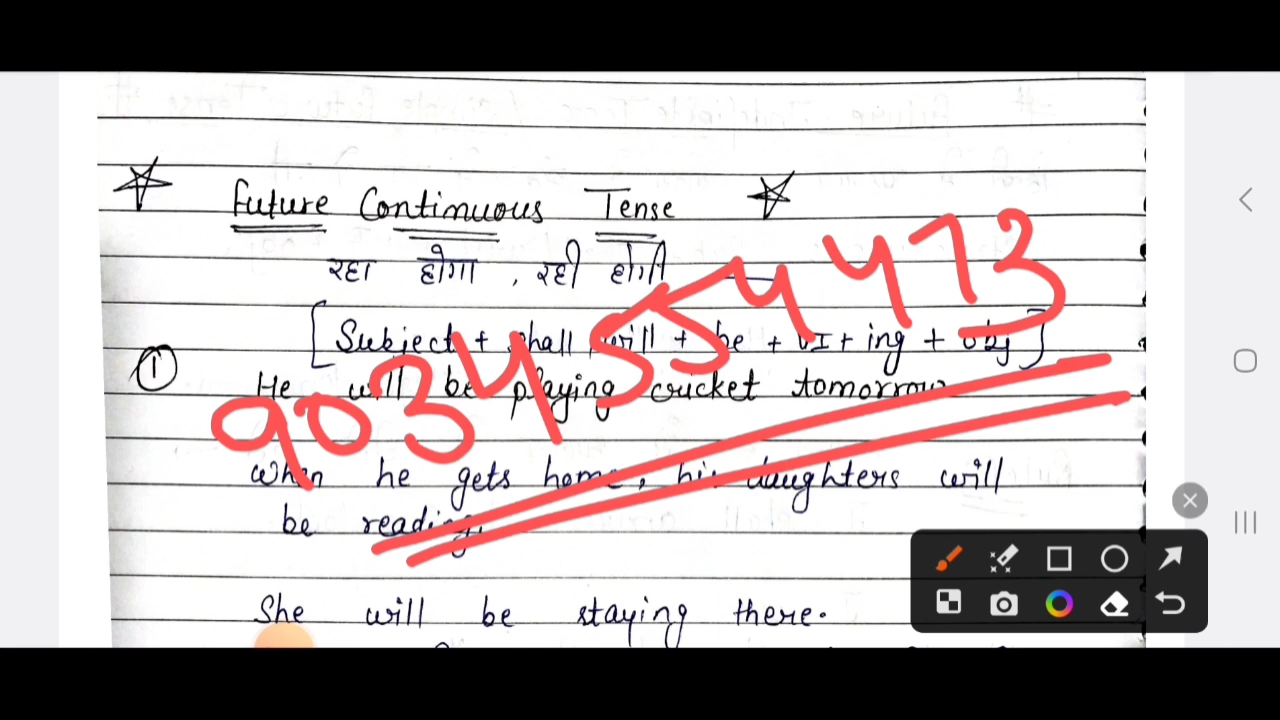 Future Continuous Tense
रहा होगा, रही होगी
[Subject + shall, will + be + VI + ing + obj]
9034554473
① He will be playing cricket tomorrow
When he gets home, his daughters will
be reading.
She will be staying there.